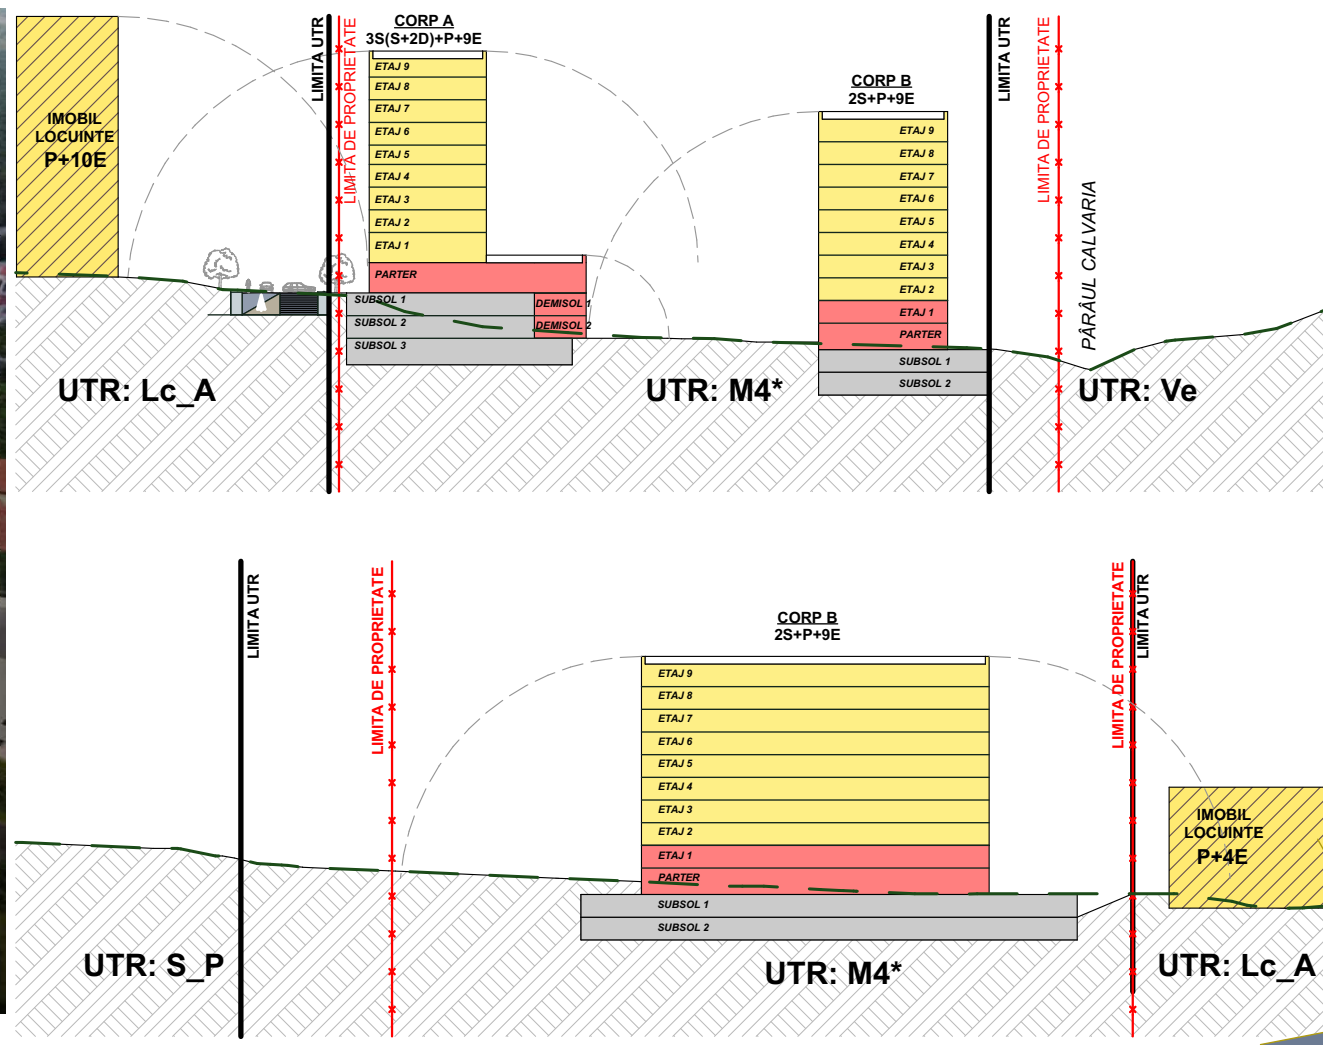 CORP A
3S(S+2D)+P+9E
LIMITA UTR
LIMITA DE PROPRIETATE
IMOBIL
LOCUINTE
P+10E
ETAJ 9
ETAJ 8
ETAJ 7
ETAJ 6
ETAJ 5
ETAJ 4
ETAJ 3
ETAJ 2
ETAJ 1
PARTER
SUBSOL 1
DEMISOL 1
SUBSOL 2
DEMISOL 2
SUBSOL 3
CORP B
2S+P+9E
ETAJ 9
ETAJ 8
ETAJ 7
ETAJ 6
ETAJ 5
ETAJ 4
ETAJ 3
ETAJ 2
ETAJ 1
PARTER
SUBSOL 1
SUBSOL 2
LIMITA UTR
LIMITA DE PROPRIETATE
PÂRÂUL CALVARIA
UTR: Lc_A
UTR: M4*
UTR: Ve
LIMITA UTR
LIMITA DE PROPRIETATE
CORP B
2S+P+9E
ETAJ 9
ETAJ 8
ETAJ 7
ETAJ 6
ETAJ 5
ETAJ 4
ETAJ 3
ETAJ 2
ETAJ 1
PARTER
SUBSOL 1
SUBSOL 2
LIMITA DE PROPRIETATE
LIMITA UTR
IMOBIL
LOCUINTE
P+4E
UTR: S_P
UTR: M4*
UTR: Lc_A